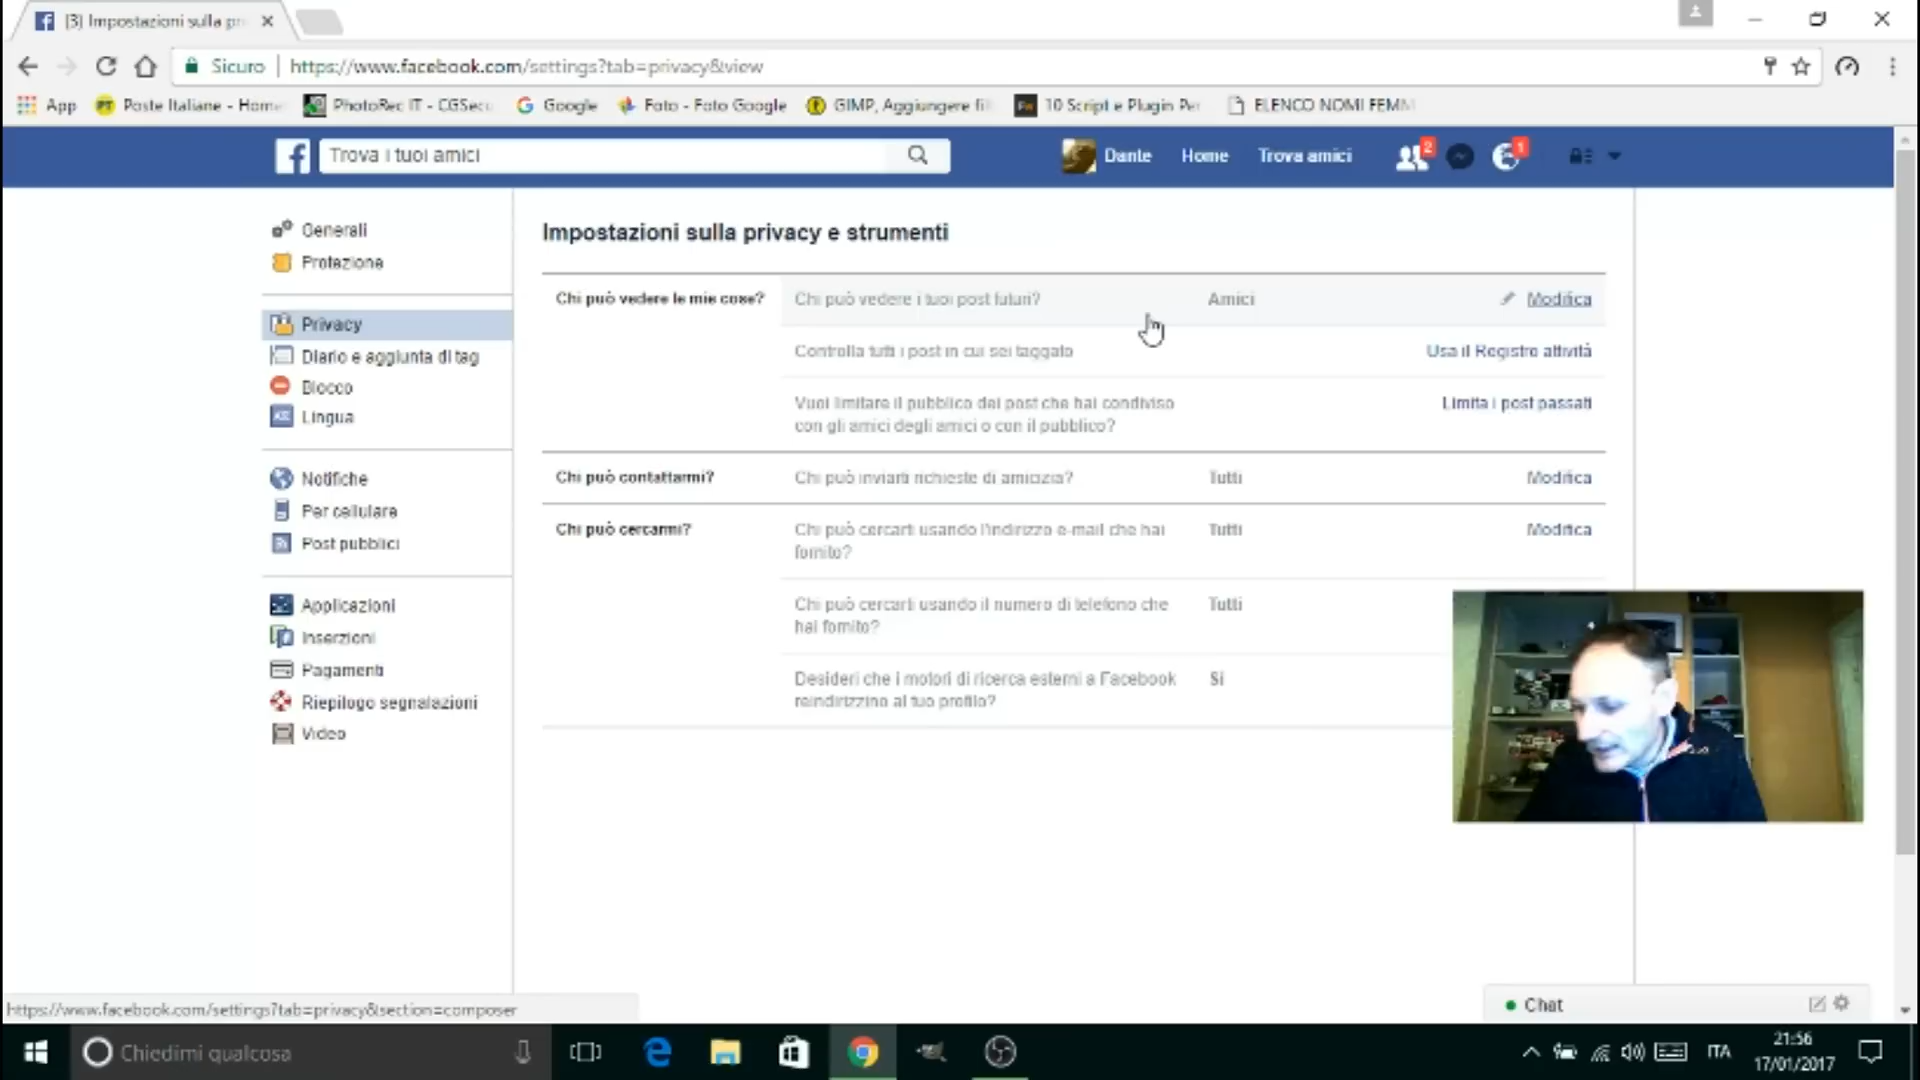 (3) Impostazioni sulla pr
Sicuro
https://www.facebook.com/settings?tab=privacy&view
App
Poste Italiane - Home
PhotoRec IT - CGSecu
Google
Foto - Foto Google
GIMP, Aggiungere fi
10 Script e Plugin Per
ELENCO NOMI FEMM
Trova i tuoi amici
Dante
Home
Trova amici
2
1
Generali
Protezione
Privacy
Diario e aggiunta di tag
Blocco
Lingua
Notifiche
Per cellulare
Post pubblici
Applicazioni
Inserzioni
Pagamenti
Riepilogo segnalazioni
Video
Impostazioni sulla privacy e strumenti
Chi può vedere le mie cose?
Chi può vedere i tuoi post futuri?
Amici
Modifica
Controlla tutti i post in cui sei taggato
Usa il Registro attività
Vuoi limitare il pubblico dei post che hai condiviso
con gli amici degli amici o con il pubblico?
Limita i post passati
Chi può contattarmi?
Chi può inviarti richieste di amicizia?
Tutti
Modifica
Chi può cercarmi?
Chi può cercarti usando l'indirizzo e-mail che hai
fornito?
Tutti
Modifica
Chi può cercarti usando il numero di telefono che
hai fornito?
Tutti
Desideri che i motori di ricerca esterni a Facebook
reindirizzino al tuo profilo?
Sì
https://www.facebook.com/settings?tab=privacy&section=composer
Chat
Chiedimi qualcosa
ITA
21:56
17/01/2017